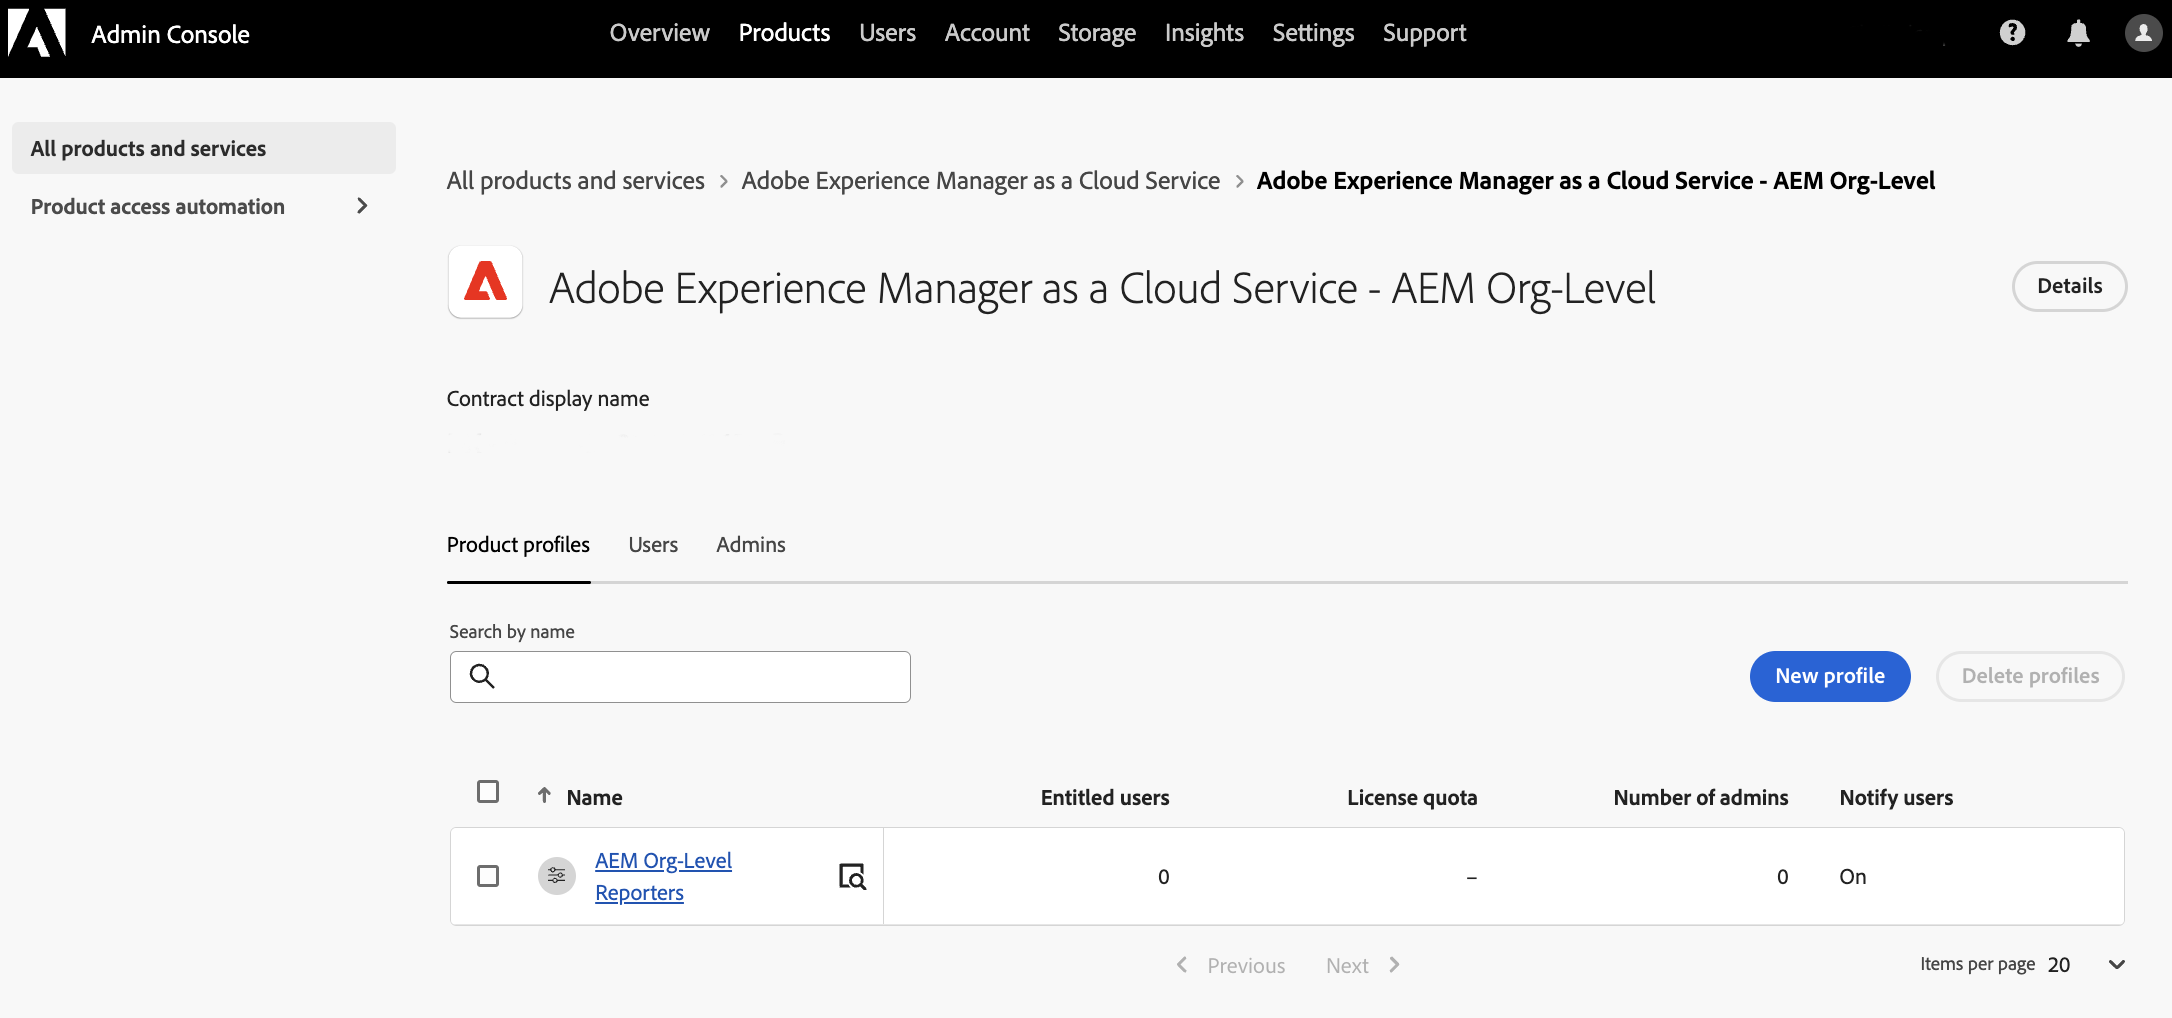 Admin Console
Overview Products Users Account Storage Insights Settings Support
All products and services
Product access automation
All products and services > Adobe Experience Manager as a Cloud Service > Adobe Experience Manager as a Cloud Service - AEM Org-Level
Adobe Experience Manager as a Cloud Service - AEM Org-Level
Details
Contract display name
Product profiles Users Admins
Search by name
New profile Delete profiles
Name Entitled users License quota Number of admins Notify users
AEM Org-Level
Reporters
0 – 0 On
Previous Next
Items per page 20